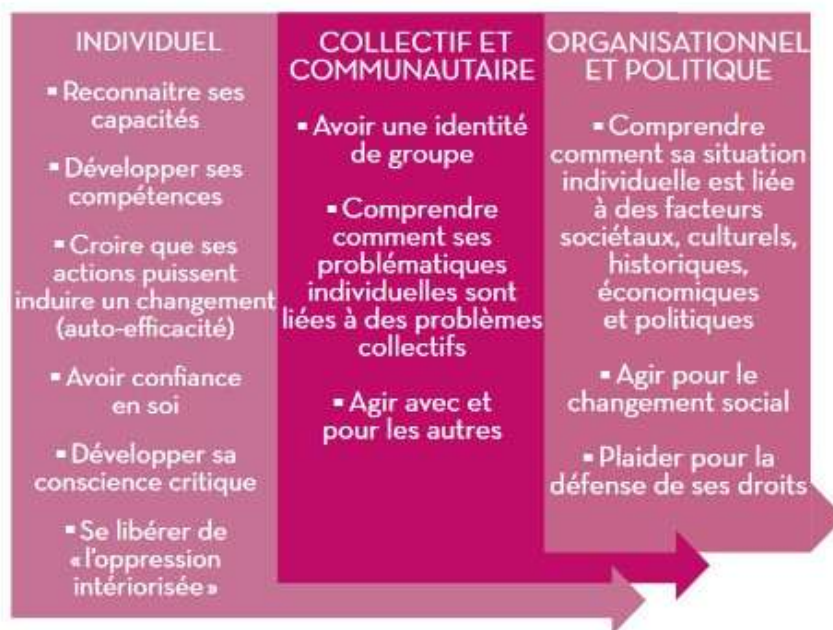 INDIVIDUEL
▪ Reconnaitre ses
capacités
▪ Développer ses
compétences
▪ Croire que ses
actions puissent
induire un changement
(auto-efficacité)
▪ Avoir confiance
en soi
▪ Développer sa
conscience critique
▪ Se libérer de
« l'oppression
intériorisée »
COLLECTIF ET
COMMUNAUTAIRE
▪ Avoir une identité
de groupe
▪ Comprendre
comment ses
problématiques
individuelles sont
liées à des problèmes
collectifs
▪ Agir avec et
pour les autres
ORGANISATIONNEL
ET POLITIQUE
▪ Comprendre
comment sa situation
individuelle est liée
à des facteurs
sociétaux, culturels,
historiques,
économiques
et politiques
▪ Agir pour le
changement social
▪ Plaider pour la
défense de ses droits